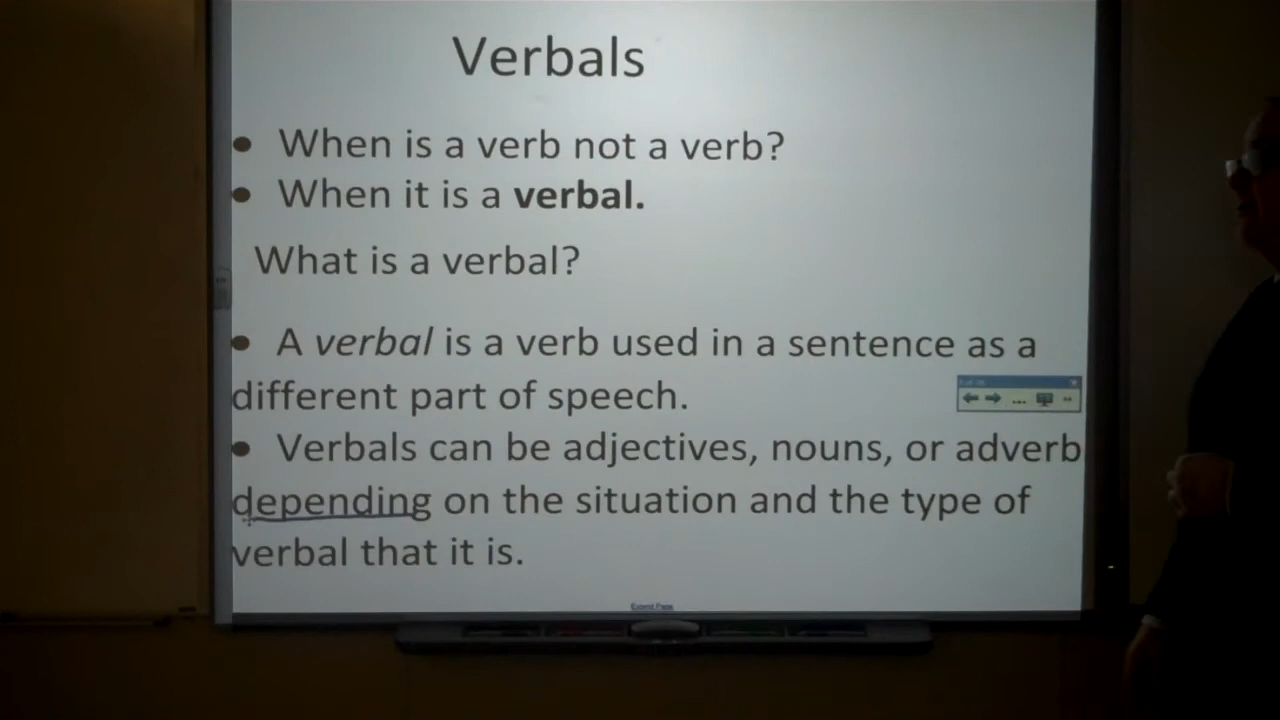 Verbals
• When is a verb not a verb?
• When it is a verbal.
What is a verbal?
• A verbal is a verb used in a sentence as a
different part of speech.
• Verbals can be adjectives, nouns, or adverb
depending on the situation and the type of
verbal that it is.
Extend Page